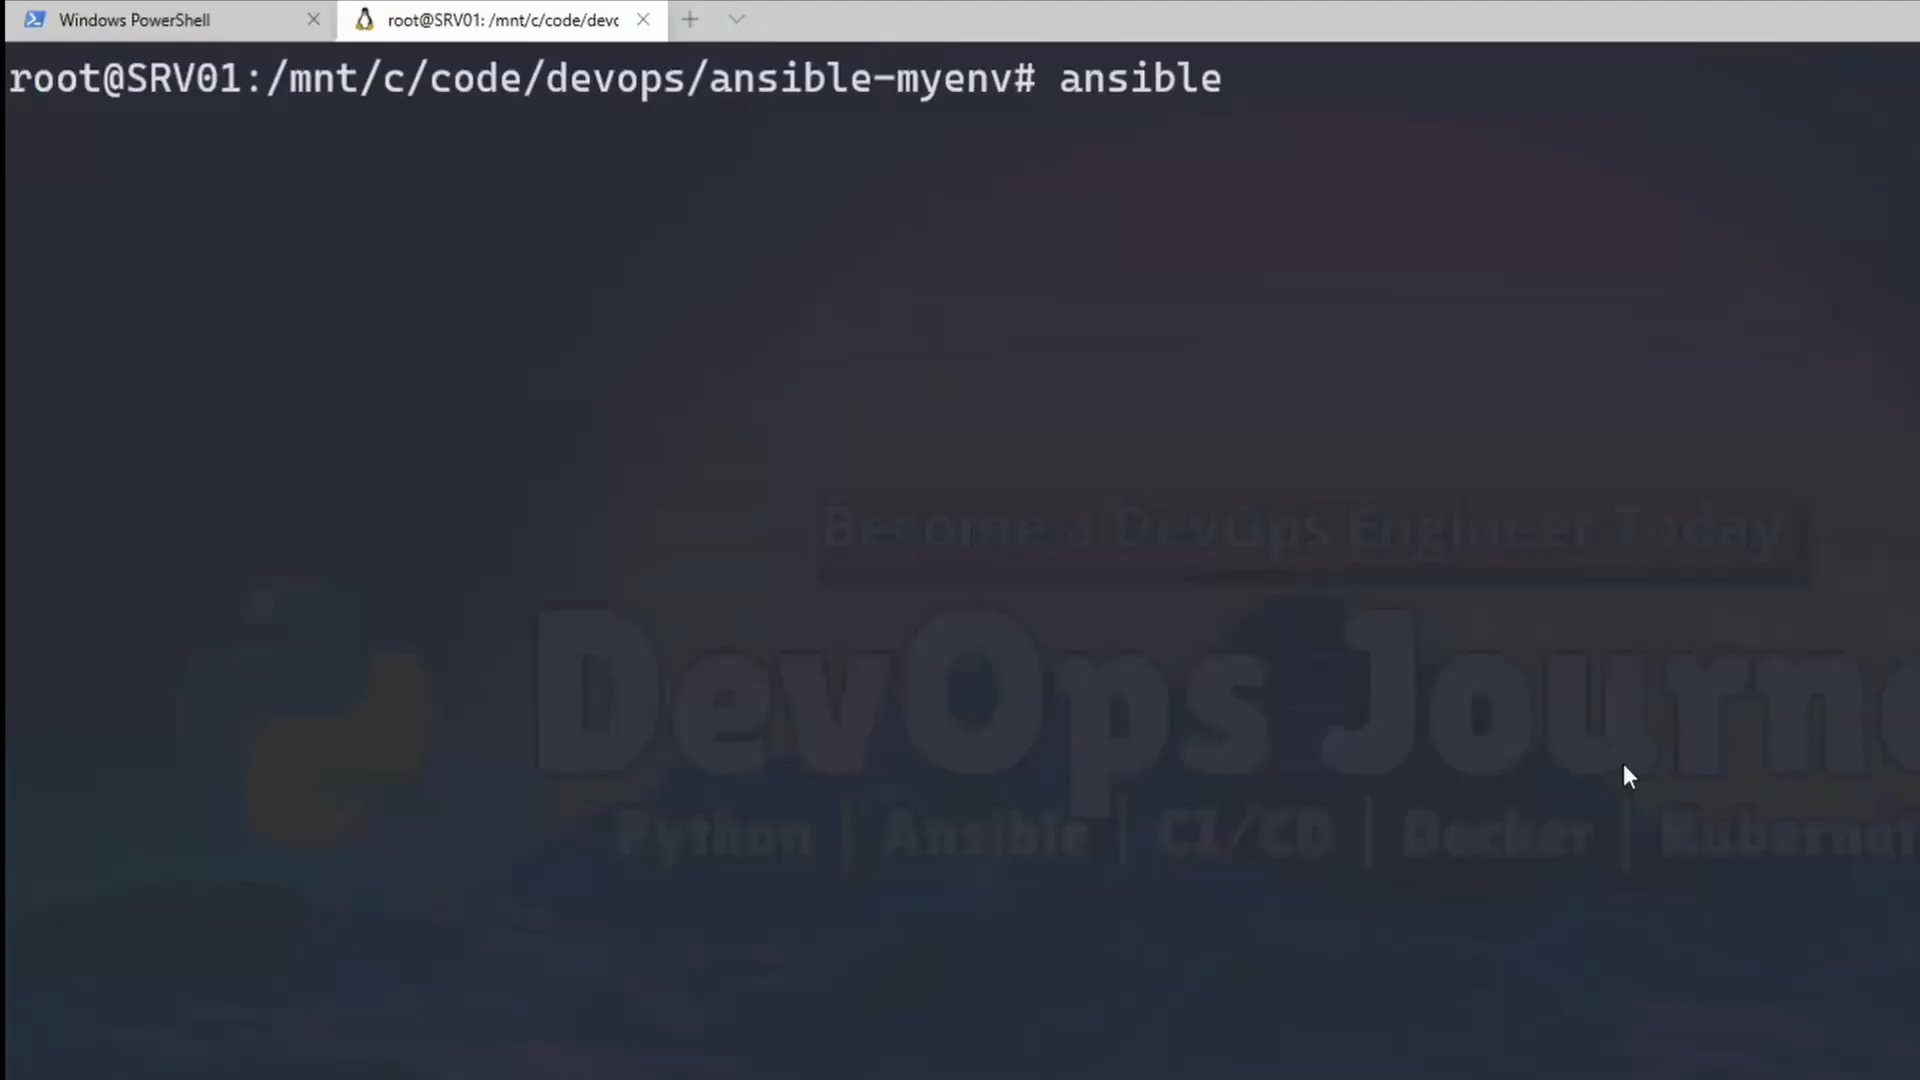 Windows PowerShell
root@SRV01: /mnt/c/code/devc
root@SRV01:/mnt/c/code/devops/ansible-myenv# ansible
Become a DevOps Engineer Today
DevOps Journe
Python | Ansible | CI/CD | Docker | Kubernet